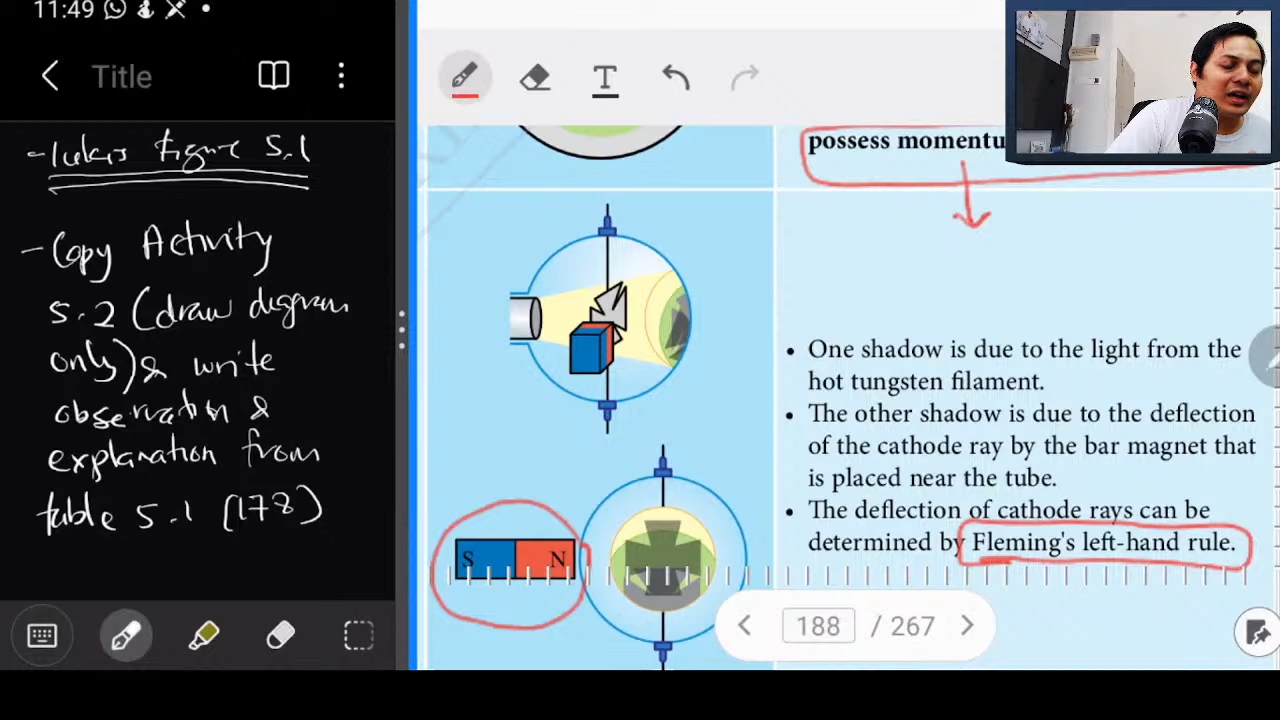 11:49
Title
- lukis figure 5.1
- Copy Activity
5.2 (draw diagram
only) & write
observation &
explanation from
table 5.1 (178)
T
possess momentu
• One shadow is due to the light from the
hot tungsten filament.
• The other shadow is due to the deflection
of the cathode ray by the bar magnet that
is placed near the tube.
• The deflection of cathode rays can be
determined by Fleming's left-hand rule.
S N
188 / 267